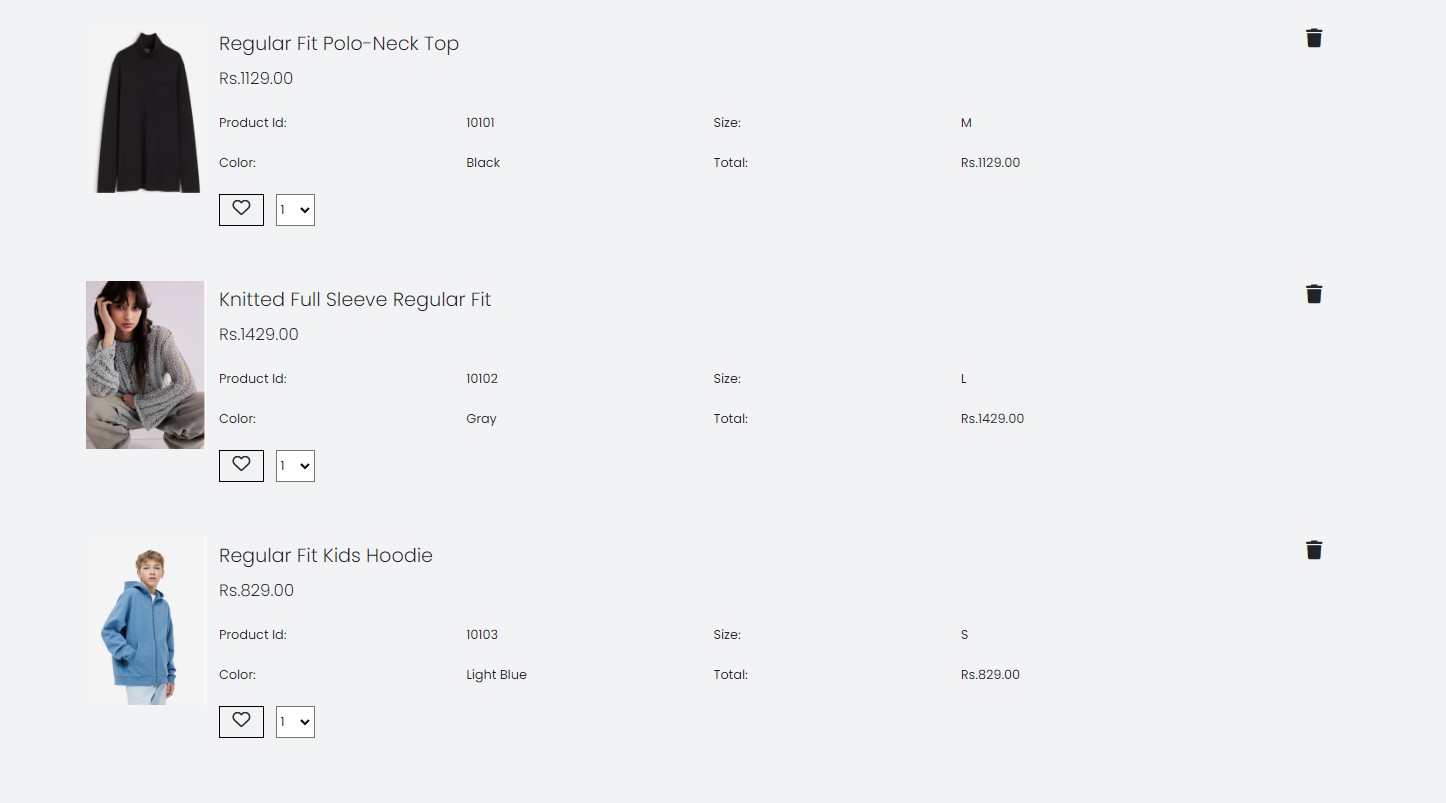 Regular Fit Polo-Neck Top
Rs.1129.00
Product Id: 10101 Size: M
Color: Black Total: Rs.1129.00
1
Knitted Full Sleeve Regular Fit
Rs.1429.00
Product Id: 10102 Size: L
Color: Gray Total: Rs.1429.00
1
Regular Fit Kids Hoodie
Rs.829.00
Product Id: 10103 Size: S
Color: Light Blue Total: Rs.829.00
1